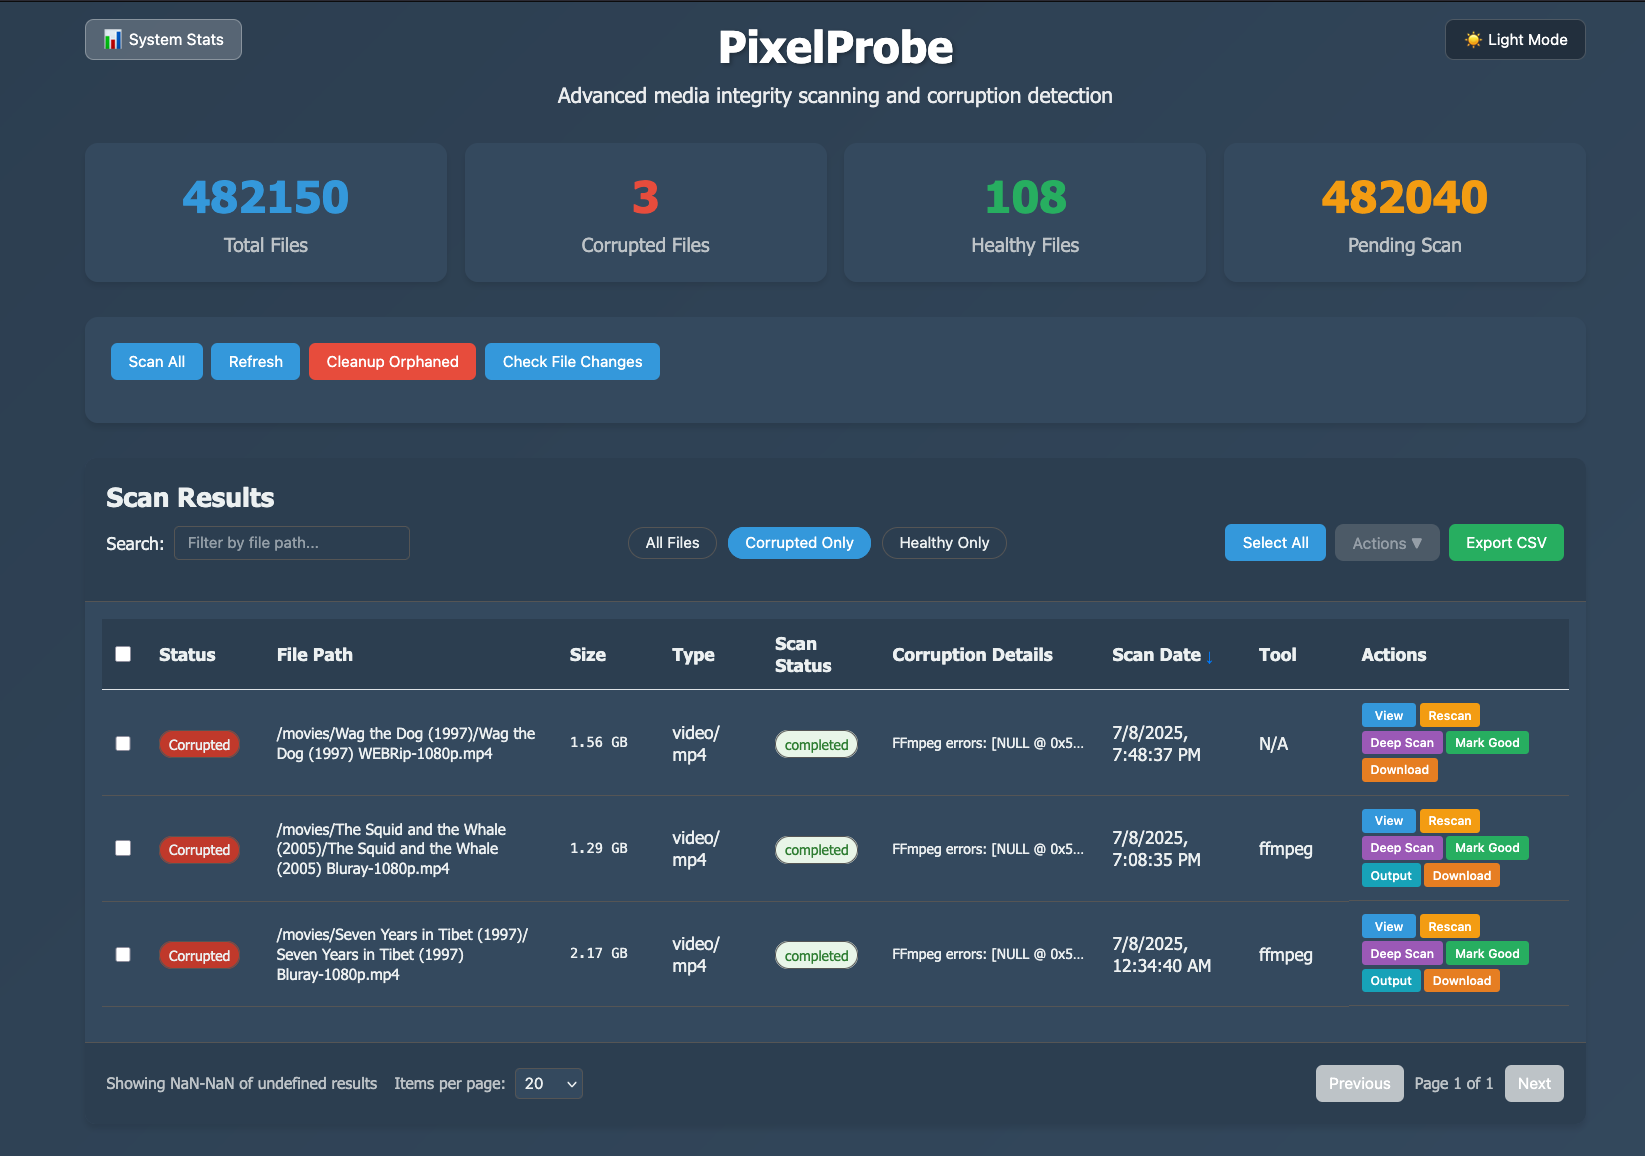 📊 System Stats
PixelProbe
☀️ Light Mode
Advanced media integrity scanning and corruption detection
482150
Total Files
3
Corrupted Files
108
Healthy Files
482040
Pending Scan
Scan All
Refresh
Cleanup Orphaned
Check File Changes
Scan Results
Search:
Filter by file path...
All Files
Corrupted Only
Healthy Only
Select All
Actions ▼
Export CSV
Status
File Path
Size
Type
Scan
Status
Corruption Details
Scan Date ↓
Tool
Actions
Corrupted
/movies/Wag the Dog (1997)/Wag the
Dog (1997) WEBRip-1080p.mp4
1.56 GB
video/
mp4
completed
FFmpeg errors: [NULL @ 0x5...
7/8/2025,
7:48:37 PM
N/A
View
Rescan
Deep Scan
Mark Good
Download
Corrupted
/movies/The Squid and the Whale
(2005)/The Squid and the Whale
(2005) Bluray-1080p.mp4
1.29 GB
video/
mp4
completed
FFmpeg errors: [NULL @ 0x5...
7/8/2025,
7:08:35 PM
ffmpeg
View
Rescan
Deep Scan
Mark Good
Output
Download
Corrupted
/movies/Seven Years in Tibet (1997)/
Seven Years in Tibet (1997)
Bluray-1080p.mp4
2.17 GB
video/
mp4
completed
FFmpeg errors: [NULL @ 0x5...
7/8/2025,
12:34:40 AM
ffmpeg
View
Rescan
Deep Scan
Mark Good
Output
Download
Showing NaN-NaN of undefined results
Items per page:
20
Previous
Page 1 of 1
Next